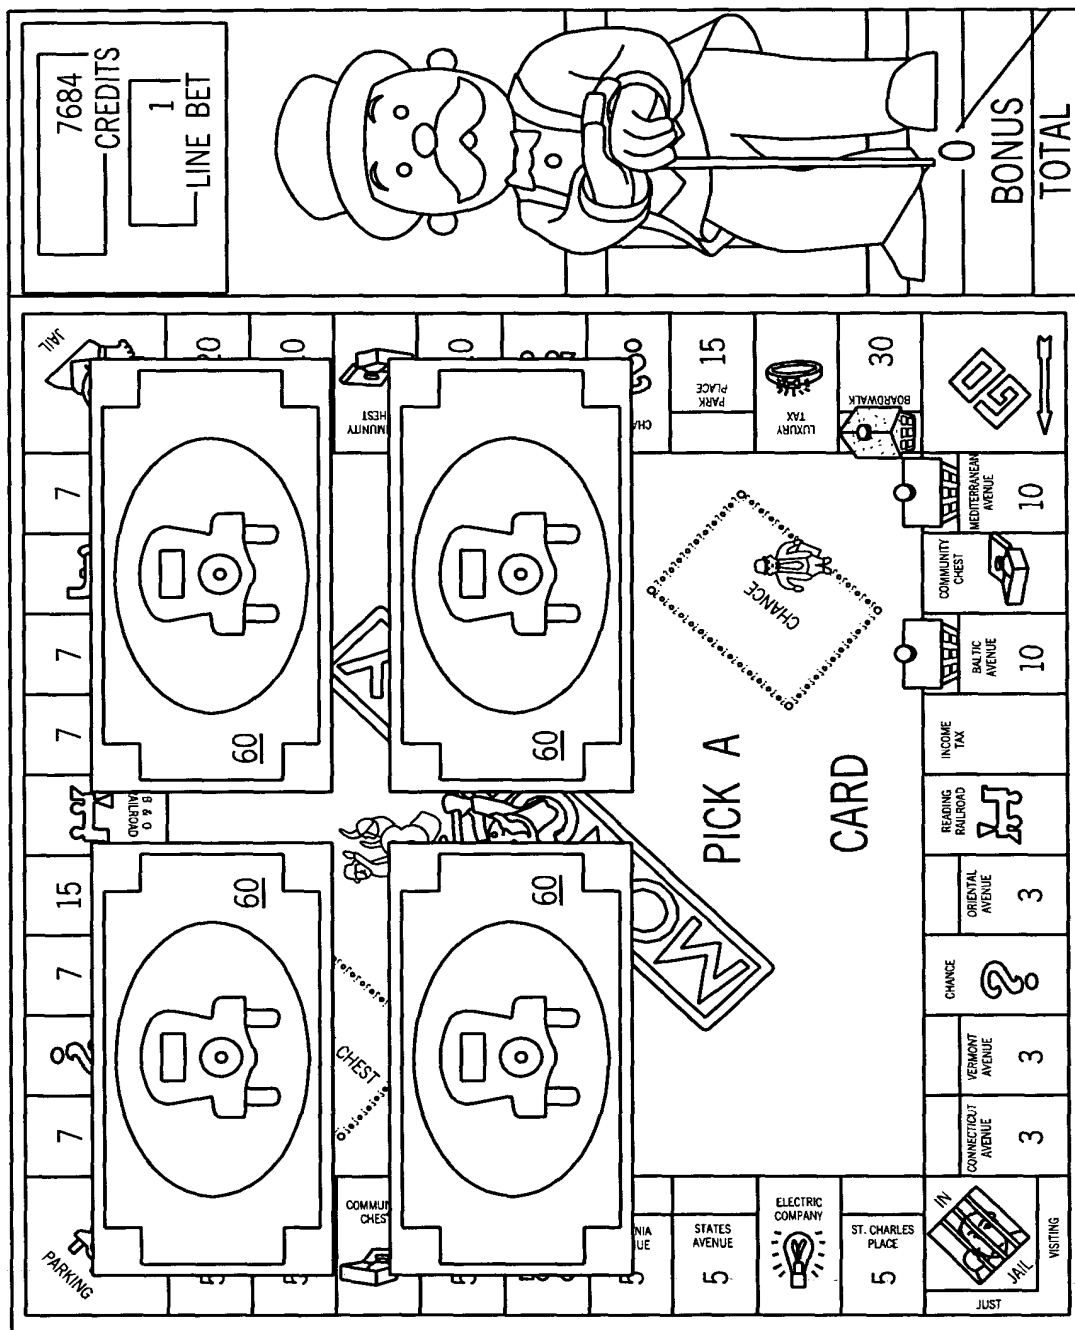 7684
CREDITS
1
LINE BET
0
BONUS
TOTAL
JAIL
15
PARK
PLACE
LUXURY
TAX
30
BOARDWALK
GO
7
7
7
15
7
7
B & O
PARKING
60
60
60
60
CHEST
CHANCE
PICK A
CARD
MEDITERRANEAN
AVENUE
10
COMMUNITY
CHEST
BALTIC
AVENUE
10
INCOME
TAX
READING
RAILROAD
ORIENTAL
AVENUE
3
CHANCE
?
VERMONT
AVENUE
3
CONNECTICUT
AVENUE
3
STATES
AVENUE
5
ELECTRIC
COMPANY
ST. CHARLES
PLACE
5
IN
JAIL
JUST
VISITING